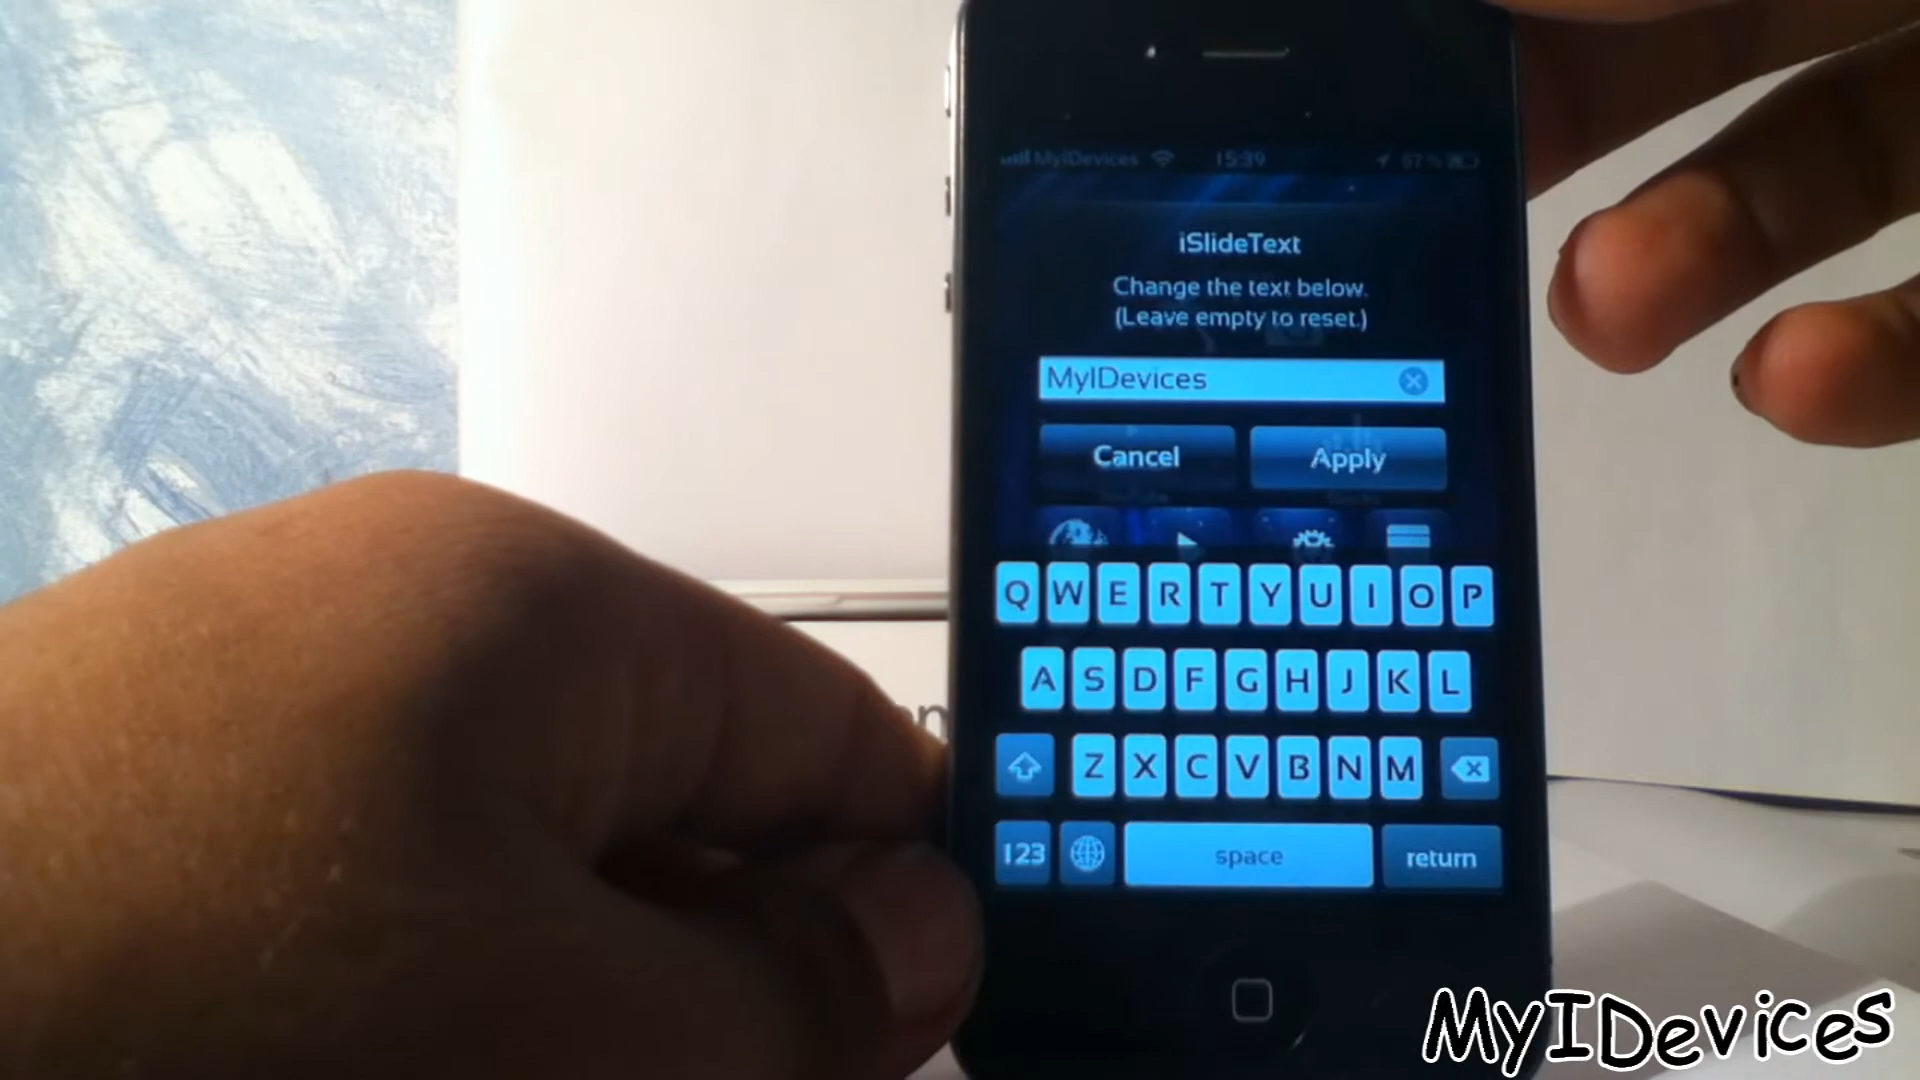 MyIDevices 15:39 67%
iSlideText
Change the text below.
(Leave empty to reset.)
MyIDevices
Cancel Apply
Q W E R T Y U I O P
A S D F G H J K L
Z X C V B N M
123 space return
MyIDevices